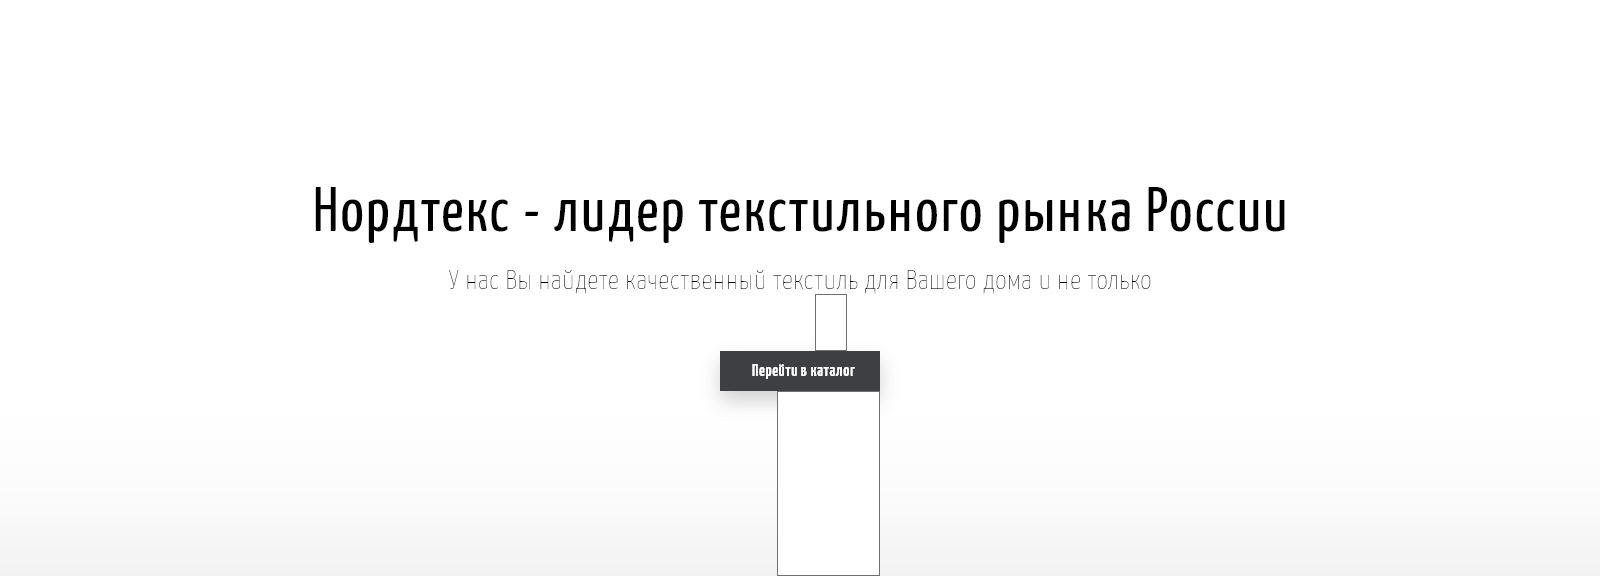 Нордтекс - лидер текстильного рынка России
У нас Вы найдете качественный текстиль для Вашего дома и не только
Перейти в каталог